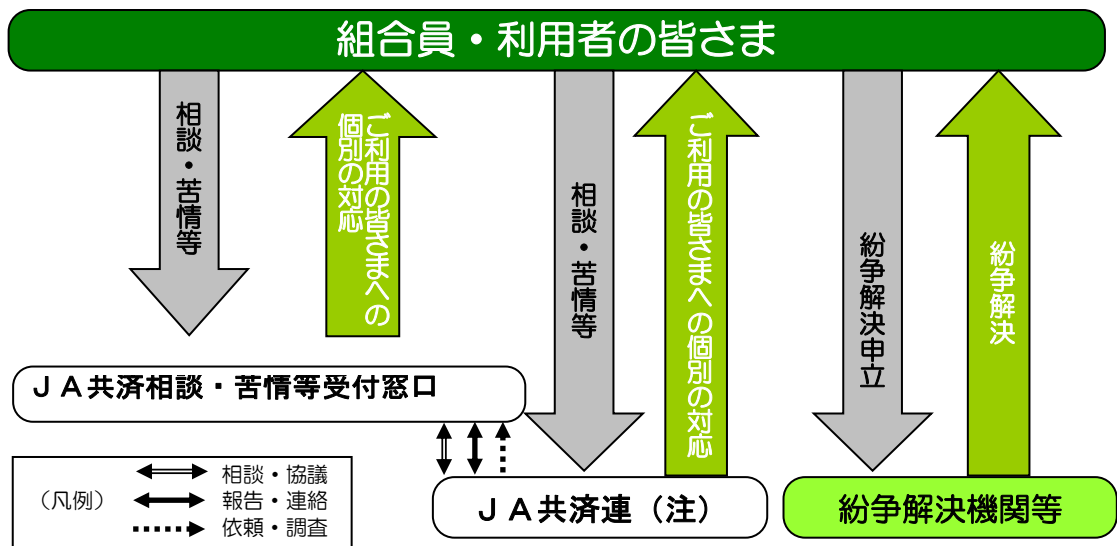 組合員・利用者の皆さま
相談・苦情等
ご利用の皆さまへの
個別の対応
相談・苦情等
ご利用の皆さまへの個別の対応
紛争解決申立
紛争解決
ＪＡ共済相談・苦情等受付窓口
（凡例）
相談・協議
報告・連絡
依頼・調査
ＪＡ共済連（注）
紛争解決機関等